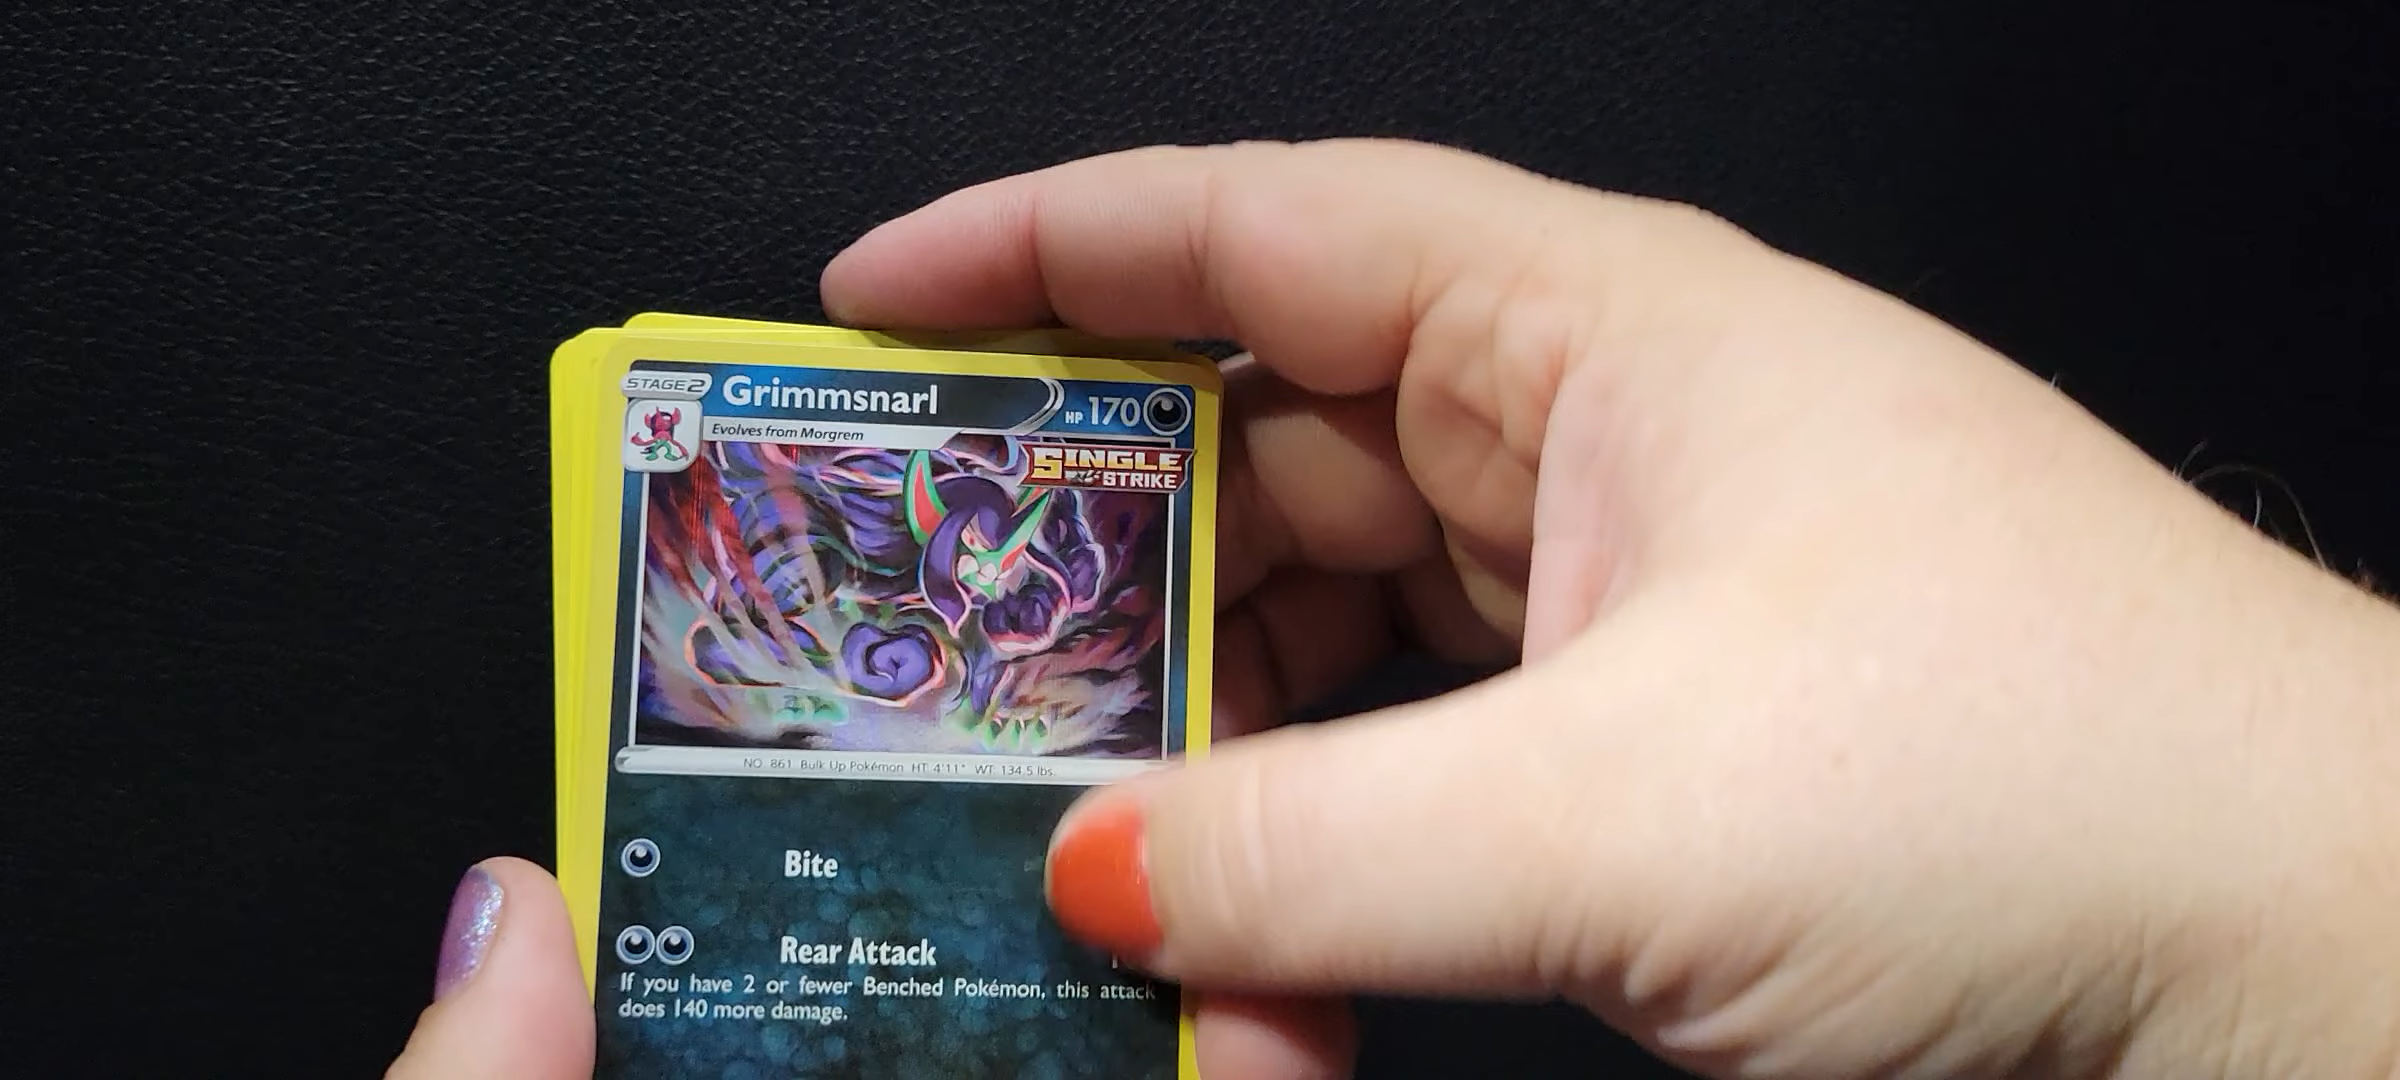 STAGE2
Grimmsnarl
HP 170
Evolves from Morgrem
SINGLE
STRIKE
NO. 861 Bulk Up Pokémon HT: 4'11" WT: 134.5 lbs.
Bite
Rear Attack
If you have 2 or fewer Benched Pokémon, this attack
does 140 more damage.